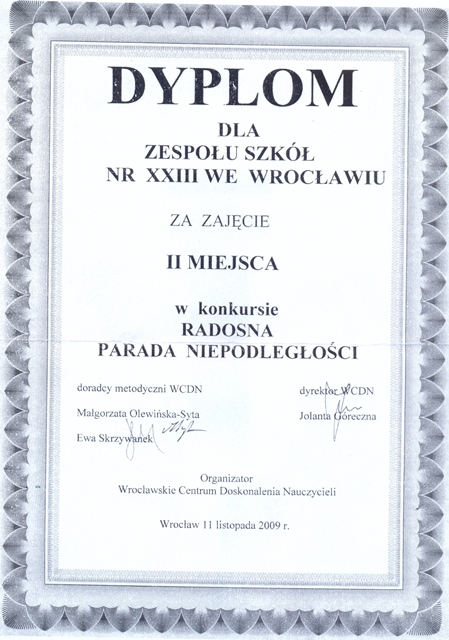 DYPLOM
DLA
ZESPOŁU SZKÓŁ
NR XXIII WE WROCŁAWIU
ZA ZAJĘCIE
II MIEJSCA
w konkursie
RADOSNA
PARADA NIEPODLEGŁOŚCI
doradcy metodyczni WCDN
dyrektor WCDN
Małgorzata Olewińska-Syta
Jolanta Góreczna
Ewa Skrzywanek
Organizator
Wrocławskie Centrum Doskonalenia Nauczycieli
Wrocław 11 listopada 2009 r.